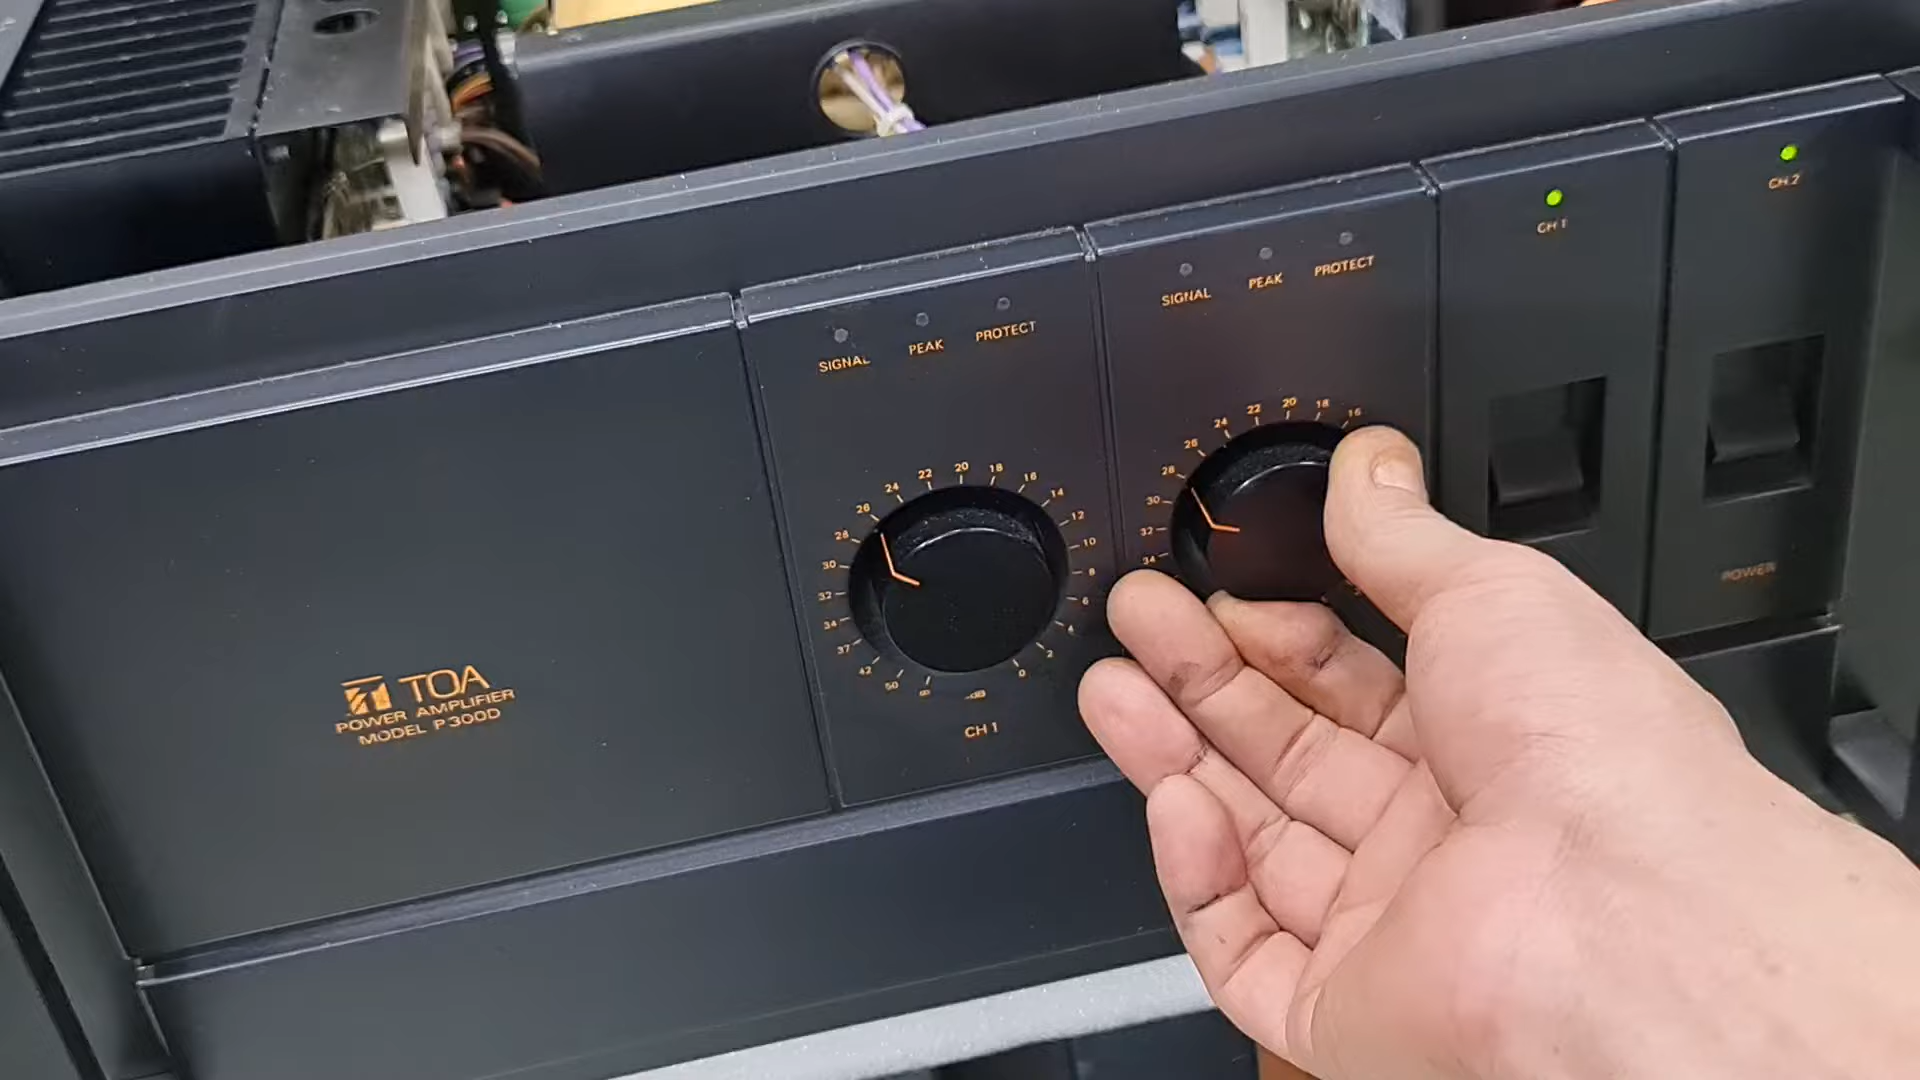 CH 2
CH 1
SIGNAL PEAK PROTECT
SIGNAL PEAK PROTECT
34 32 30 28 26 24 22 20 18 16
∞ 50 42 37 34 32 30 28 26 24 22 20 18 16 14 12 10 8 6 4 2 0
-dB
CH 1
POWER
TOA
POWER AMPLIFIER
MODEL P300D